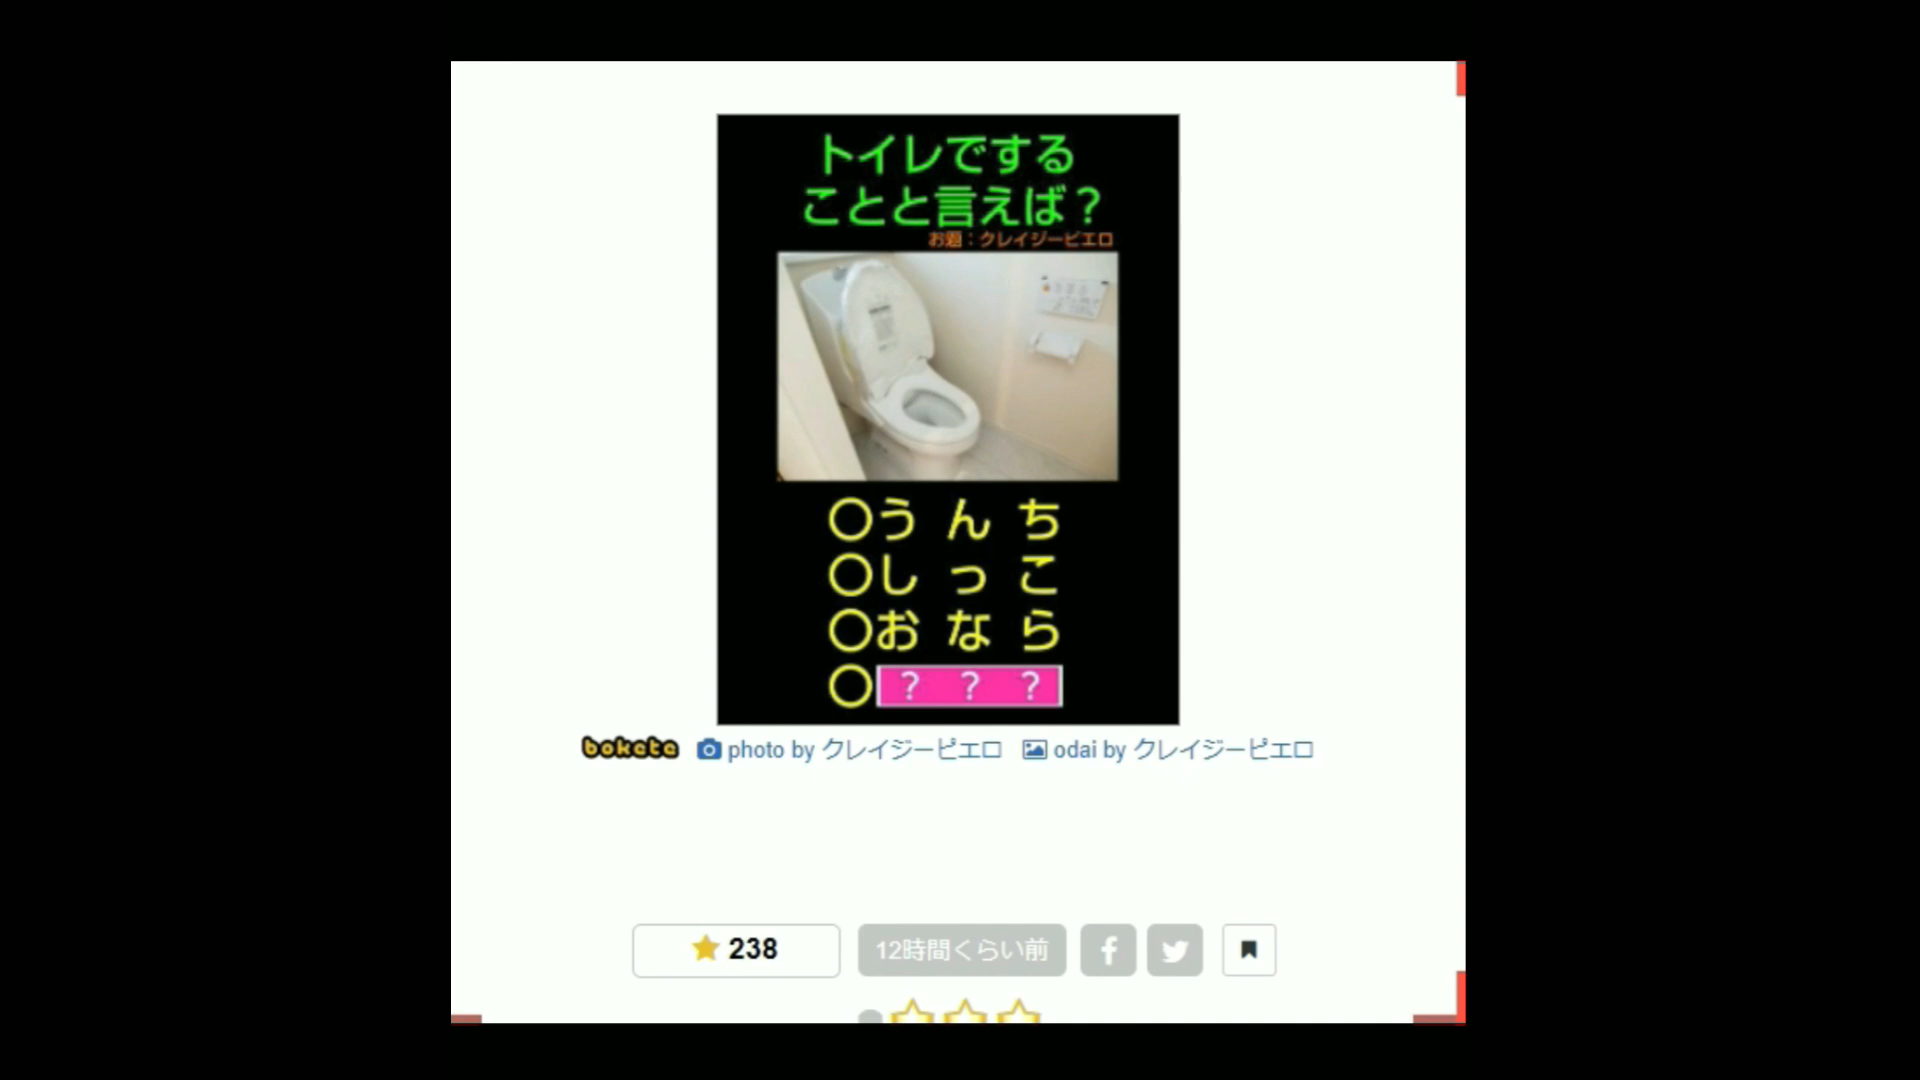 トイレでする
ことと言えば？
お題：クレイジーピエロ
〇うんち
〇しっこ
〇おなら
〇？？？
bokete photo by クレイジーピエロ odai by クレイジーピエロ
238 12時間くらい前